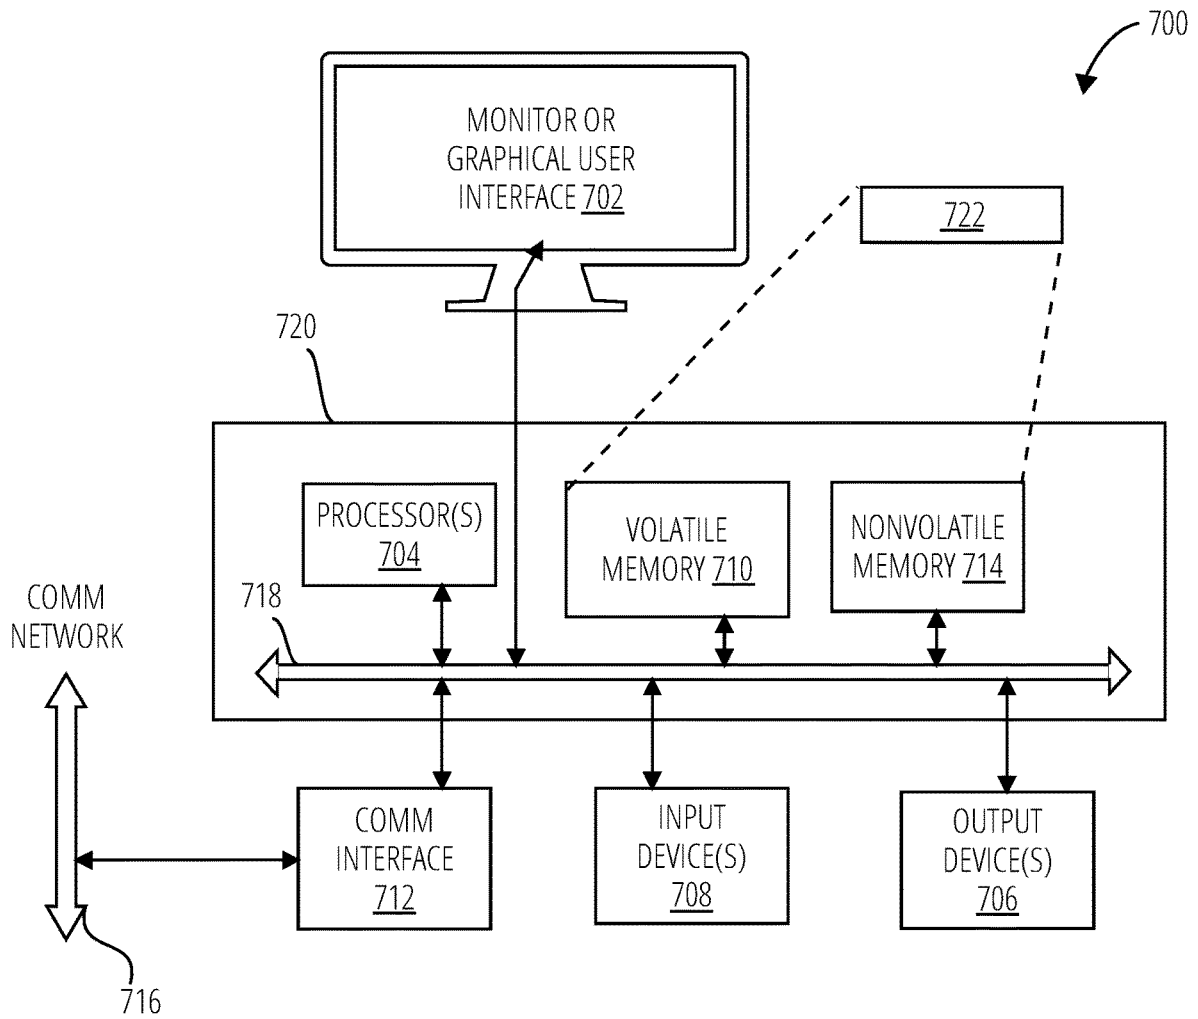 700
MONITOR OR
GRAPHICAL USER
INTERFACE 702
722
720
PROCESSOR(S)
704
VOLATILE
MEMORY 710
NONVOLATILE
MEMORY 714
718
COMM
NETWORK
COMM
INTERFACE
712
INPUT
DEVICE(S)
708
OUTPUT
DEVICE(S)
706
716